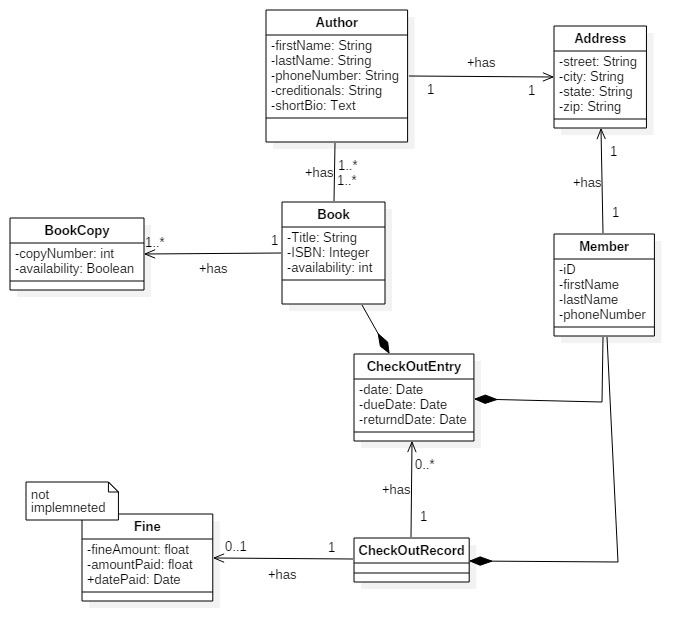 Author
-firstName: String
-lastName: String
-phoneNumber: String
-creditionals: String
-shortBio: Text
+has
1
1
Address
-street: String
-city: String
-state: String
-zip: String
1
+has
1
+has
1..*
1..*
Book
-Title: String
-ISBN: Integer
-availability: int
BookCopy
-copyNumber: int
-availability: Boolean
1..*
1
+has
Member
-iD
-firstName
-lastName
-phoneNumber
CheckOutEntry
-date: Date
-dueDate: Date
-returndDate: Date
0..*
+has
1
not
implemneted
Fine
-fineAmount: float
-amountPaid: float
+datePaid: Date
0..1
1
+has
CheckOutRecord